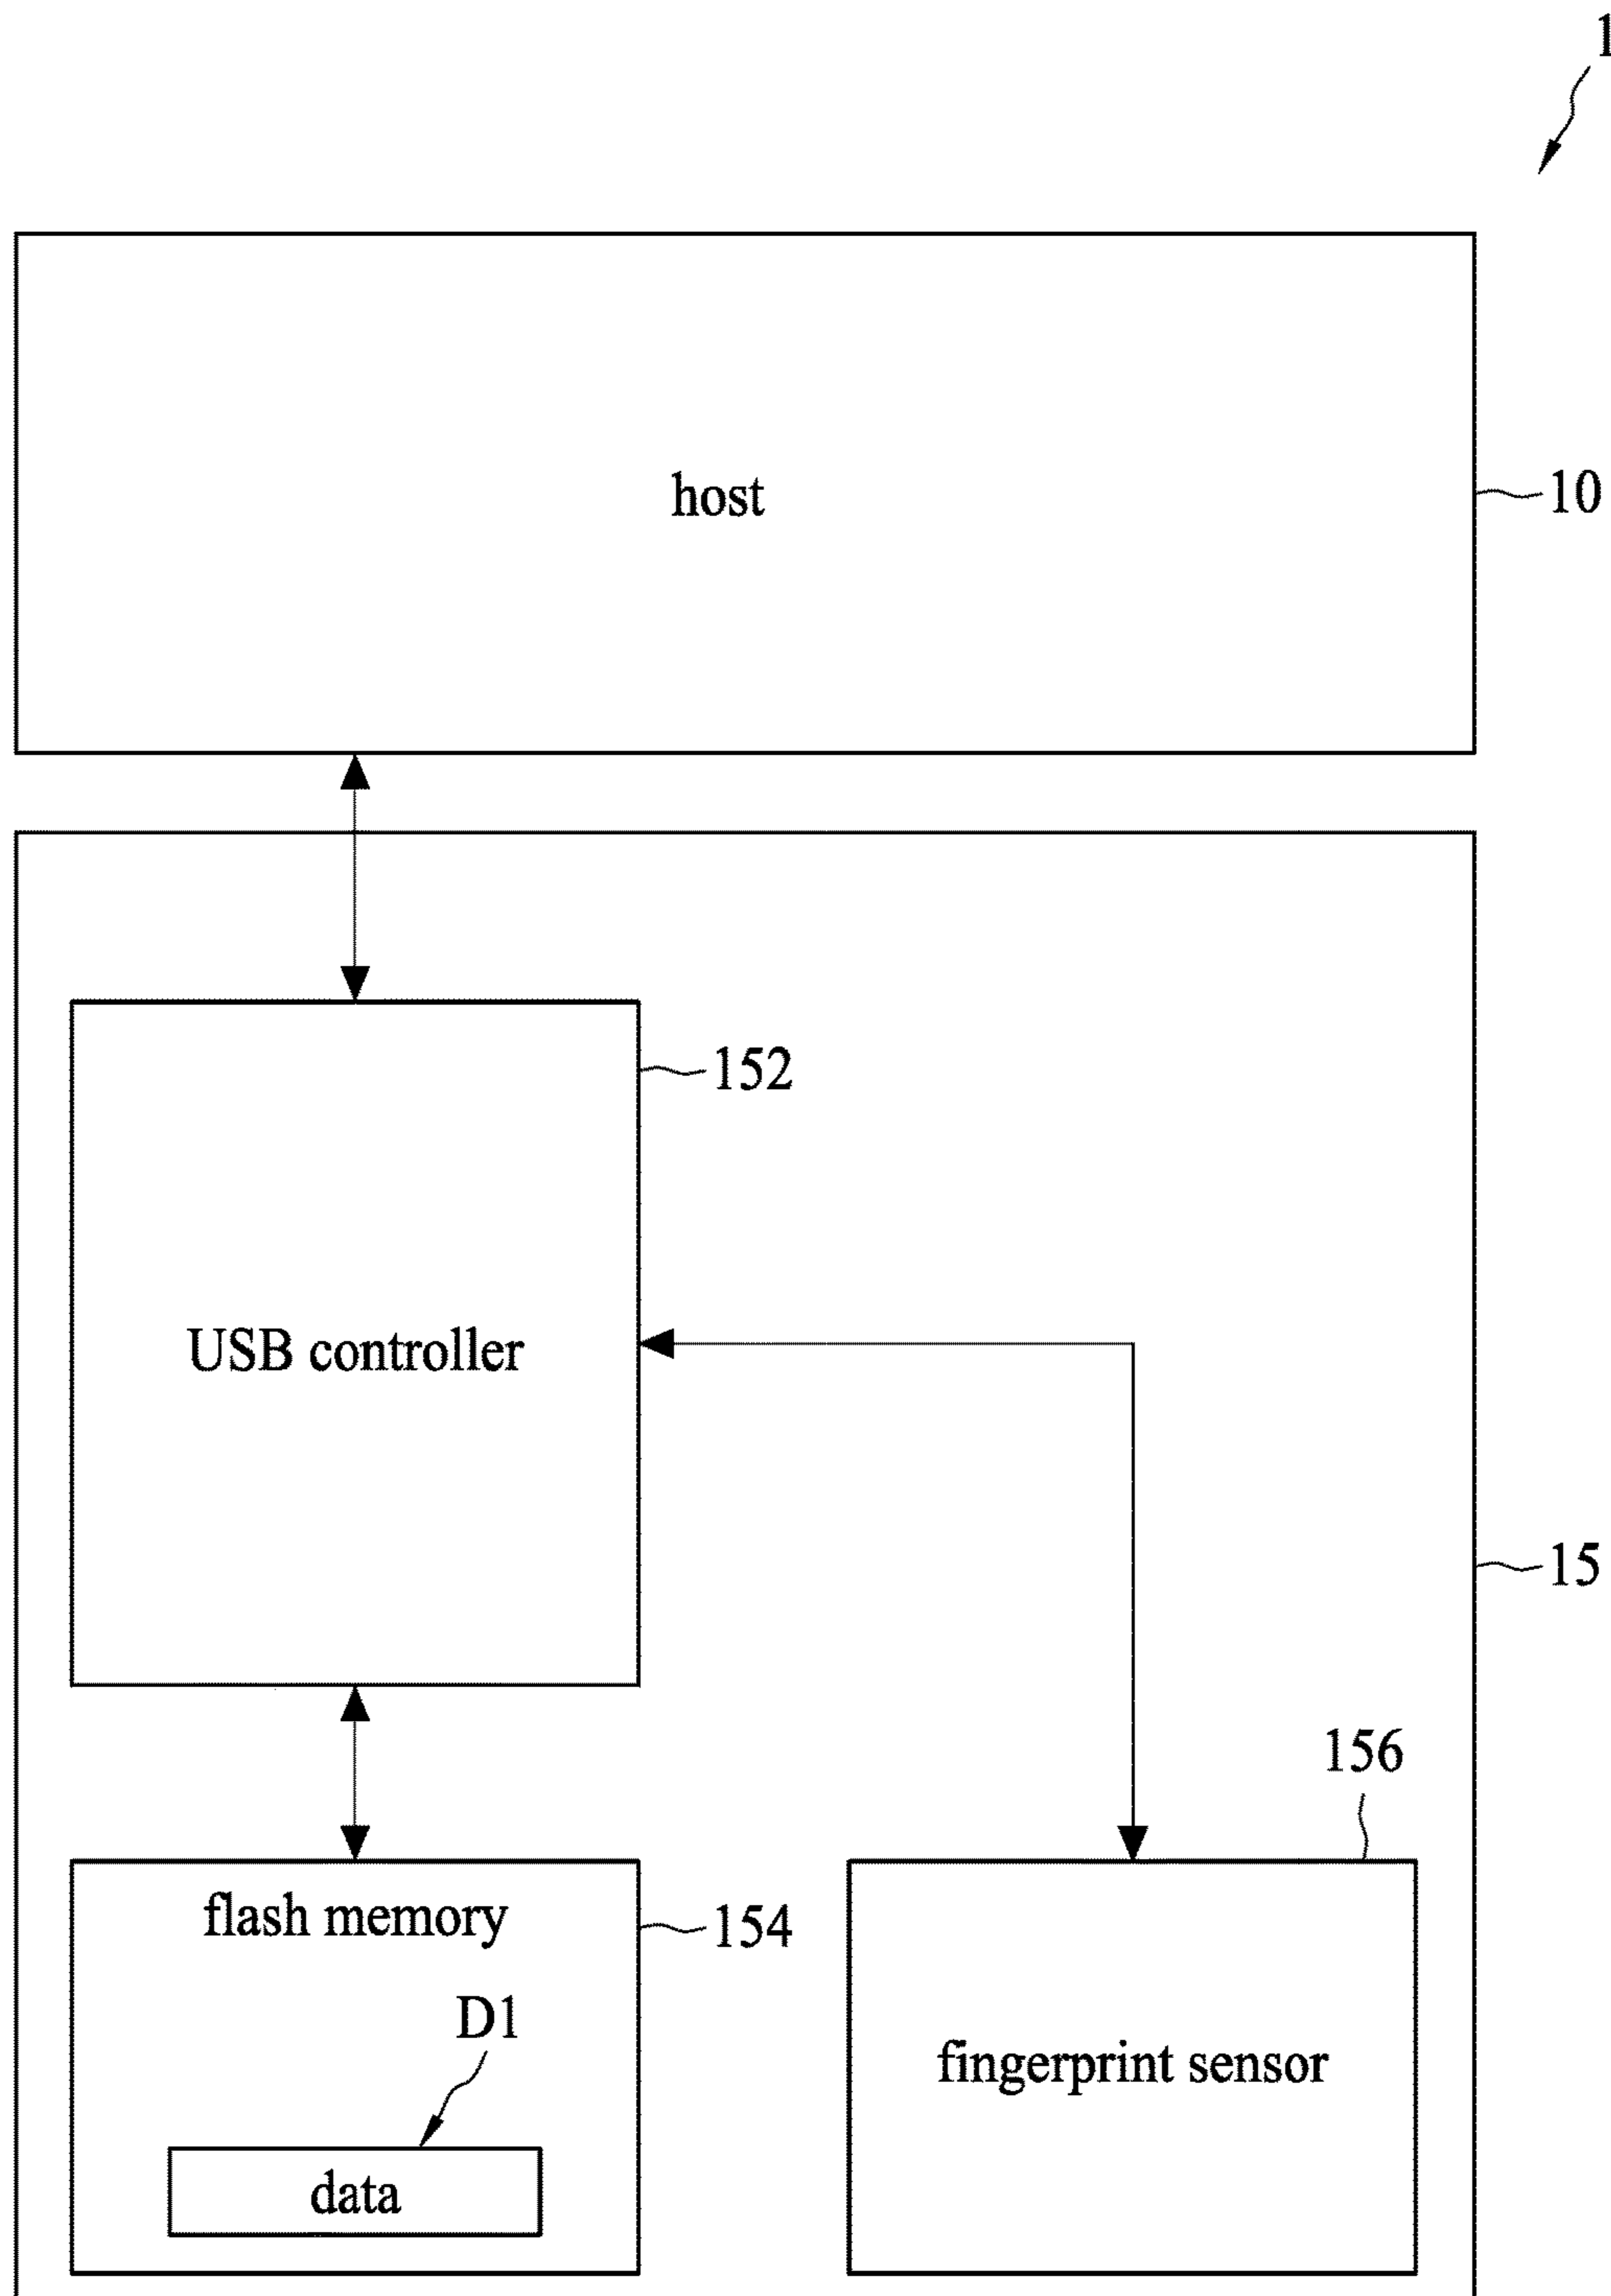 1
host
10
152
USB controller
15
156
flash memory
154
D1
fingerprint sensor
data